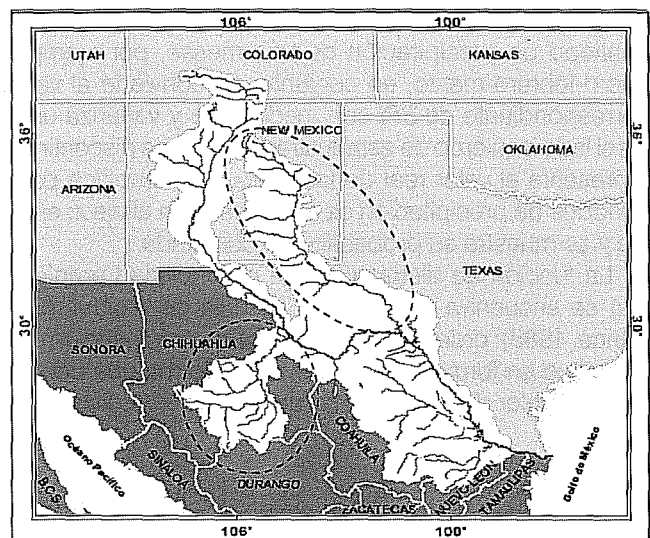 106°
100°
UTAH
COLORADO
KANSAS
36°
36°
NEW MEXICO
OKLAHOMA
ARIZONA
TEXAS
30°
30°
SONORA
CHIHUAHUA
COAHUILA
Océano Pacífico
Golfo de México
SINALOA
DURANGO
NUEVO LEON
TAMAULIPAS
B.C.S.
ZACATECAS
106°
100°